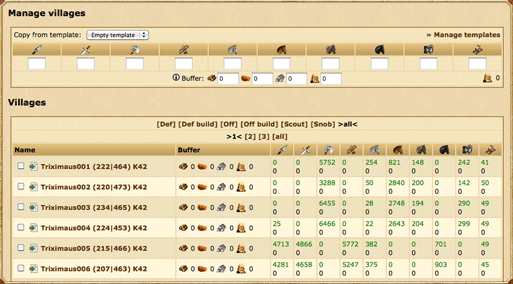 Manage villages
Copy from template: Empty template » Manage templates
Buffer: 0 0 0 0 0
Villages
[Def] [Def build] [Off] [Off build] [Scout] [Snob] >all<
>1< [2] [3] [all]
Name Buffer
Triximaus001 (222|464) K42 0 0 0 0 0 0 5752 0 254 821 148 0 242 41
0 0 0 0 0 0 0 0 0 0
Triximaus002 (220|473) K42 0 0 0 0 0 0 3288 0 50 2840 200 0 142 50
0 0 0 0 0 0 0 0 0 0
Triximaus003 (234|465) K42 0 0 0 0 0 0 6455 0 28 2748 194 0 290 49
0 0 0 0 0 0 0 0 0 0
Triximaus004 (224|453) K42 0 0 0 0 25 0 6466 0 22 2643 204 0 299 49
0 0 0 0 0 0 0 0 0 0
Triximaus005 (215|466) K42 0 0 0 0 4713 4866 0 5772 382 0 0 701 0 49
0 0 0 0 0 0 0 0 0 0
Triximaus006 (207|463) K42 0 0 0 0 4281 4658 0 5247 375 0 0 903 0 45
0 0 0 0 0 0 0 0 0 0